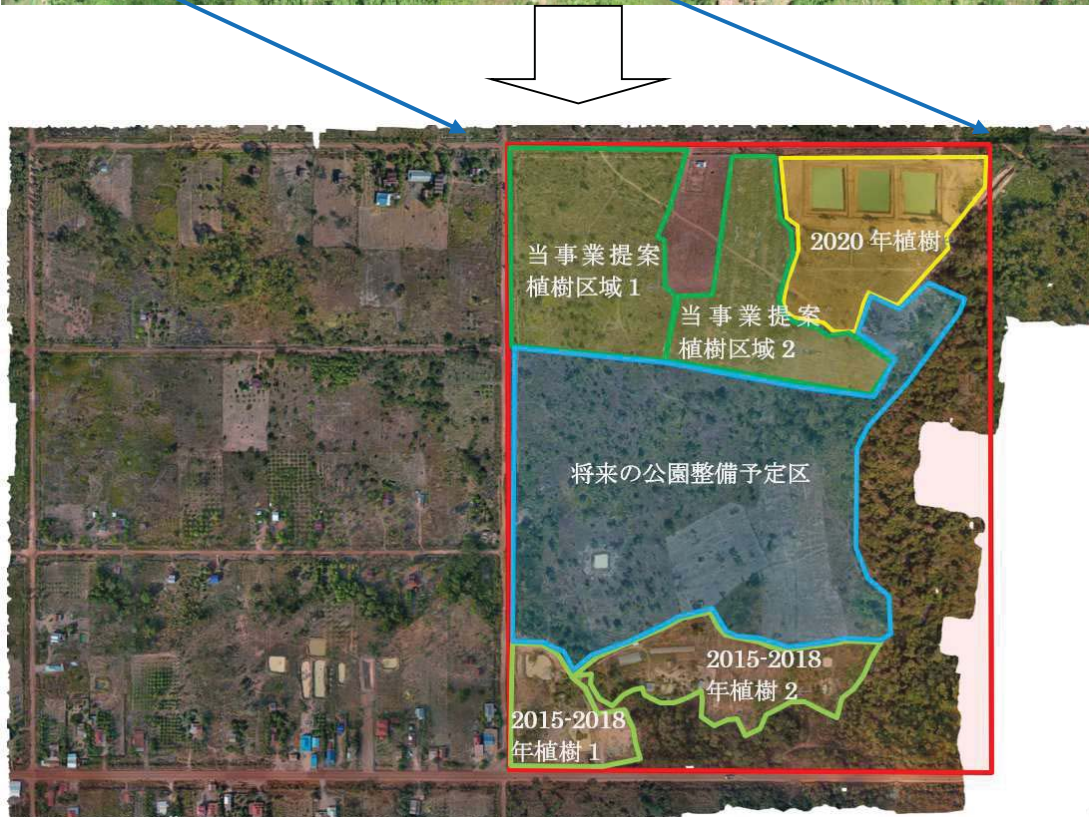 当事業提案
植樹区域 1
2020 年植樹
当事業提案
植樹区域 2
将来の公園整備予定区
2015-2018
年植樹 2
2015-2018
年植樹 1